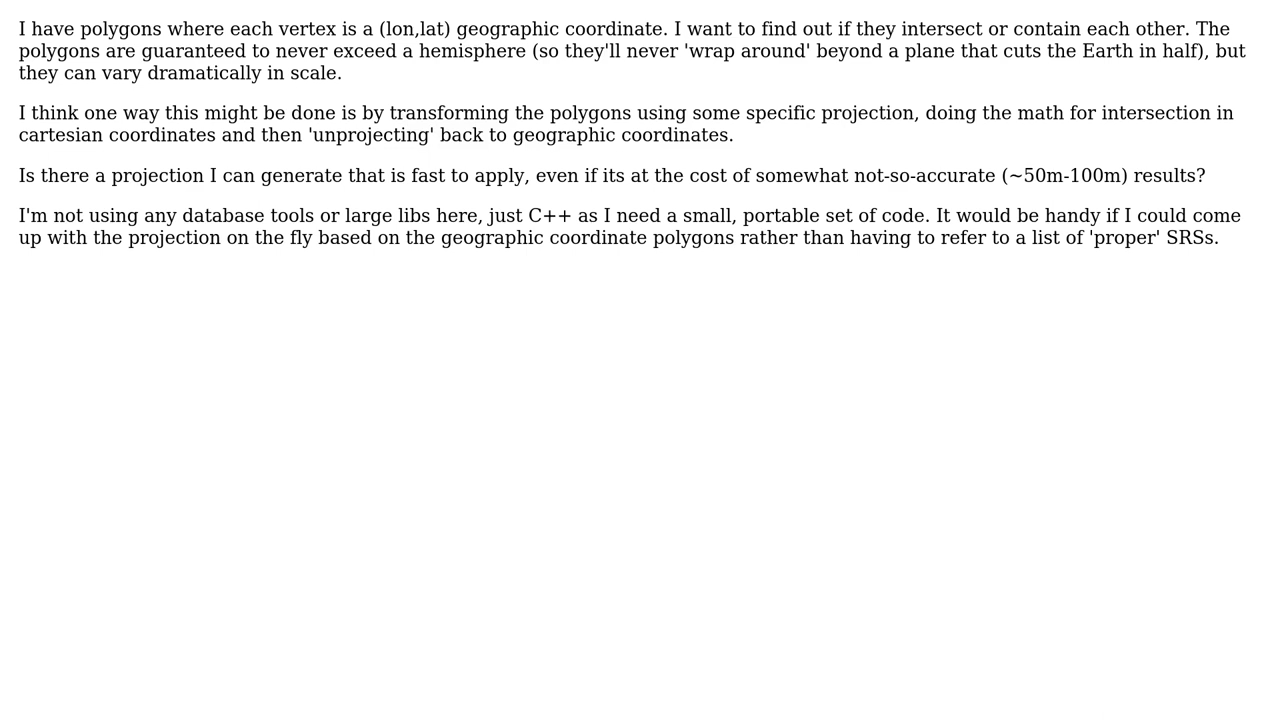 I have polygons where each vertex is a (lon,lat) geographic coordinate. I want to find out if they intersect or contain each other. The
polygons are guaranteed to never exceed a hemisphere (so they'll never 'wrap around' beyond a plane that cuts the Earth in half), but
they can vary dramatically in scale.
I think one way this might be done is by transforming the polygons using some specific projection, doing the math for intersection in
cartesian coordinates and then 'unprojecting' back to geographic coordinates.
Is there a projection I can generate that is fast to apply, even if its at the cost of somewhat not-so-accurate (~50m-100m) results?
I'm not using any database tools or large libs here, just C++ as I need a small, portable set of code. It would be handy if I could come
up with the projection on the fly based on the geographic coordinate polygons rather than having to refer to a list of 'proper' SRSs.